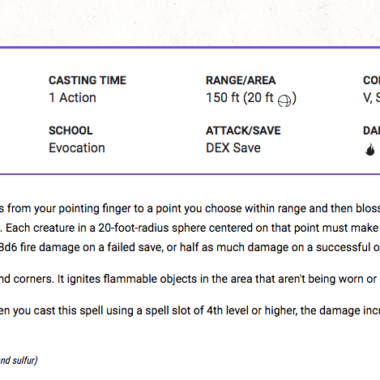 CASTING TIME RANGE/AREA CO
1 Action 150 ft (20 ft )
V, S
SCHOOL ATTACK/SAVE DA
Evocation DEX Save
s from your pointing finger to a point you choose within range and then bloss
. Each creature in a 20-foot-radius sphere centered on that point must make
8d6 fire damage on a failed save, or half as much damage on a successful o
nd corners. It ignites flammable objects in the area that aren't being worn or
en you cast this spell using a spell slot of 4th level or higher, the damage incr
nd sulfur)